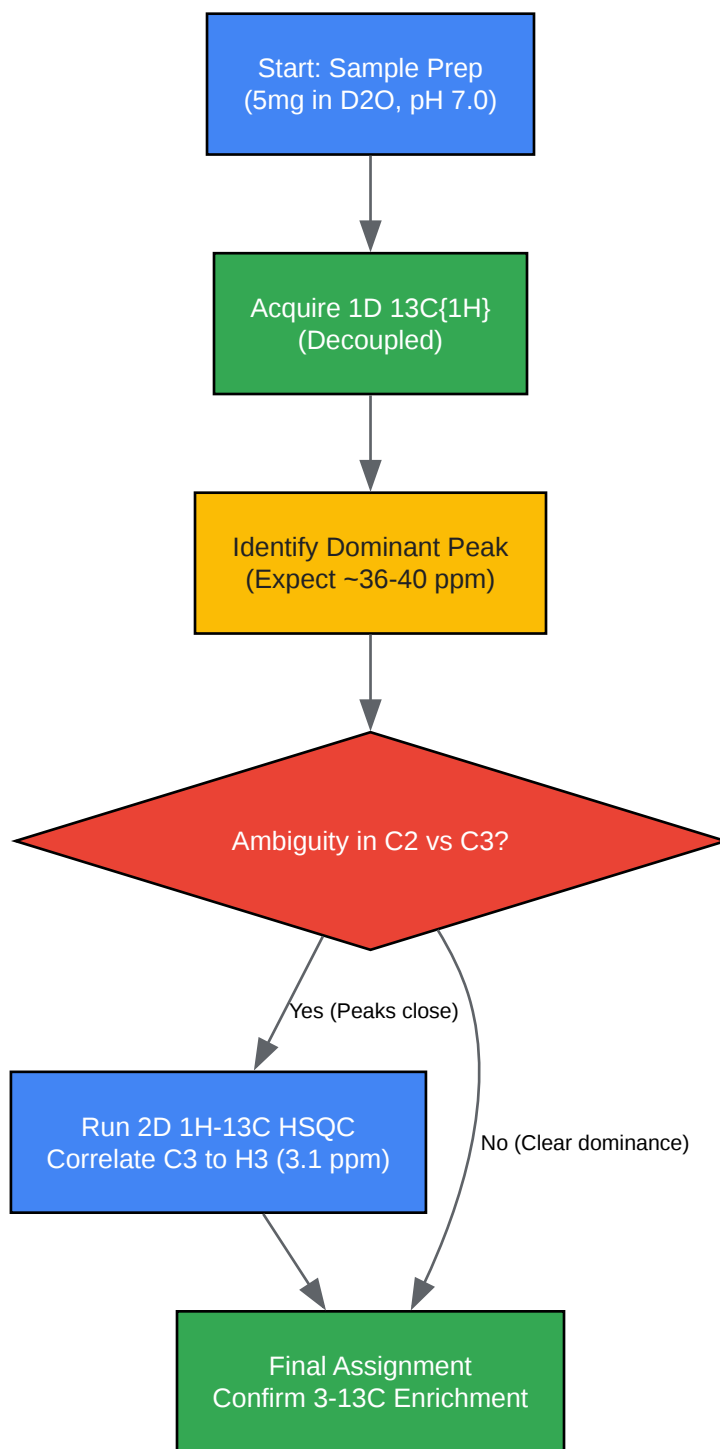 Start: Sample Prep
(5mg in D2O, pH 7.0)
Acquire 1D 13C{1H}
(Decoupled)
Identify Dominant Peak
(Expect ~36-40 ppm)
Ambiguity in C2 vs C3?
Yes (Peaks close)
Run 2D 1H-13C HSQC
Correlate C3 to H3 (3.1 ppm)
No (Clear dominance)
Final Assignment
Confirm 3-13C Enrichment